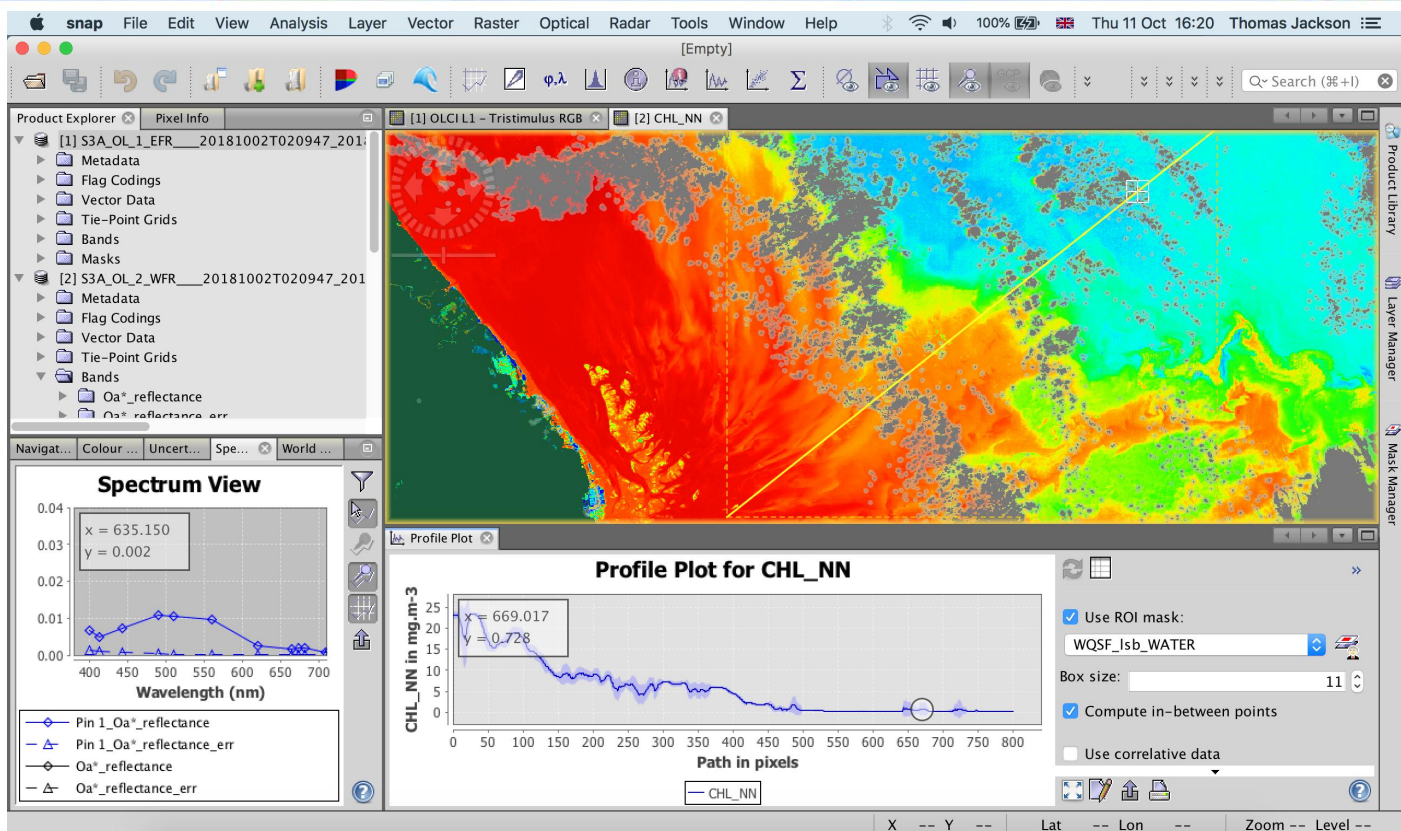 snap File Edit View Analysis Layer Vector Raster Optical Radar Tools Window Help 100% Thu 11 Oct 16:20 Thomas Jackson
[Empty]
φ,λ Σ GCP Search (⌘+I)
Product Explorer Pixel Info
[1] S3A_OL_1_EFR____20181002T020947_201
Metadata
Flag Codings
Vector Data
Tie-Point Grids
Bands
Masks
[2] S3A_OL_2_WFR____20181002T020947_201
Metadata
Flag Codings
Vector Data
Tie-Point Grids
Bands
Oa*_reflectance
Oa*_reflectance_err
[1] OLCI L1 – Tristimulus RGB [2] CHL_NN
Product Library
Layer Manager
Mask Manager
Navigat... Colour ... Uncert... Spe... World ...
Spectrum View
x = 635.150
y = 0.002
0.04
0.03
0.02
0.01
0.00
400 450 500 550 600 650 700
Wavelength (nm)
Pin 1_Oa*_reflectance
Pin 1_Oa*_reflectance_err
Oa*_reflectance
Oa*_reflectance_err
Profile Plot
Profile Plot for CHL_NN
x = 669.017
y = 0.728
CHL_NN in mg.m-3
25
20
15
10
5
0
0 50 100 150 200 250 300 350 400 450 500 550 600 650 700 750 800
Path in pixels
CHL_NN
»
Use ROI mask:
WQSF_lsb_WATER
Box size: 11
Compute in-between points
Use correlative data
X -- Y -- Lat -- Lon -- Zoom -- Level --